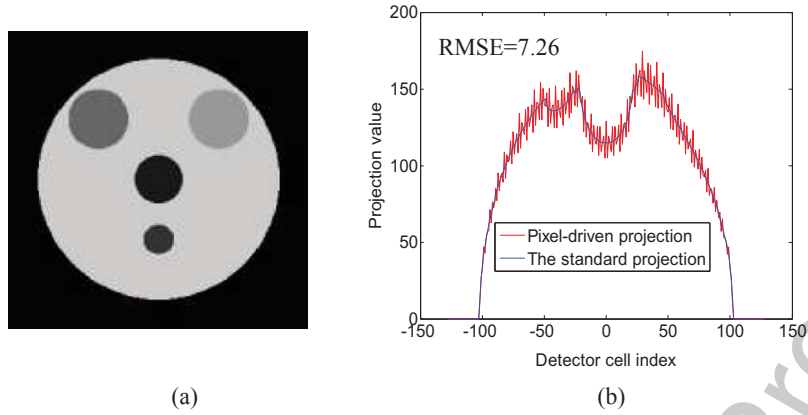 200
RMSE=7.26
150
100
50
0
Projection value
Pixel-driven projection
The standard projection
-150 -100 -50 0 50 100 150
Detector cell index
(a) (b)
Pro